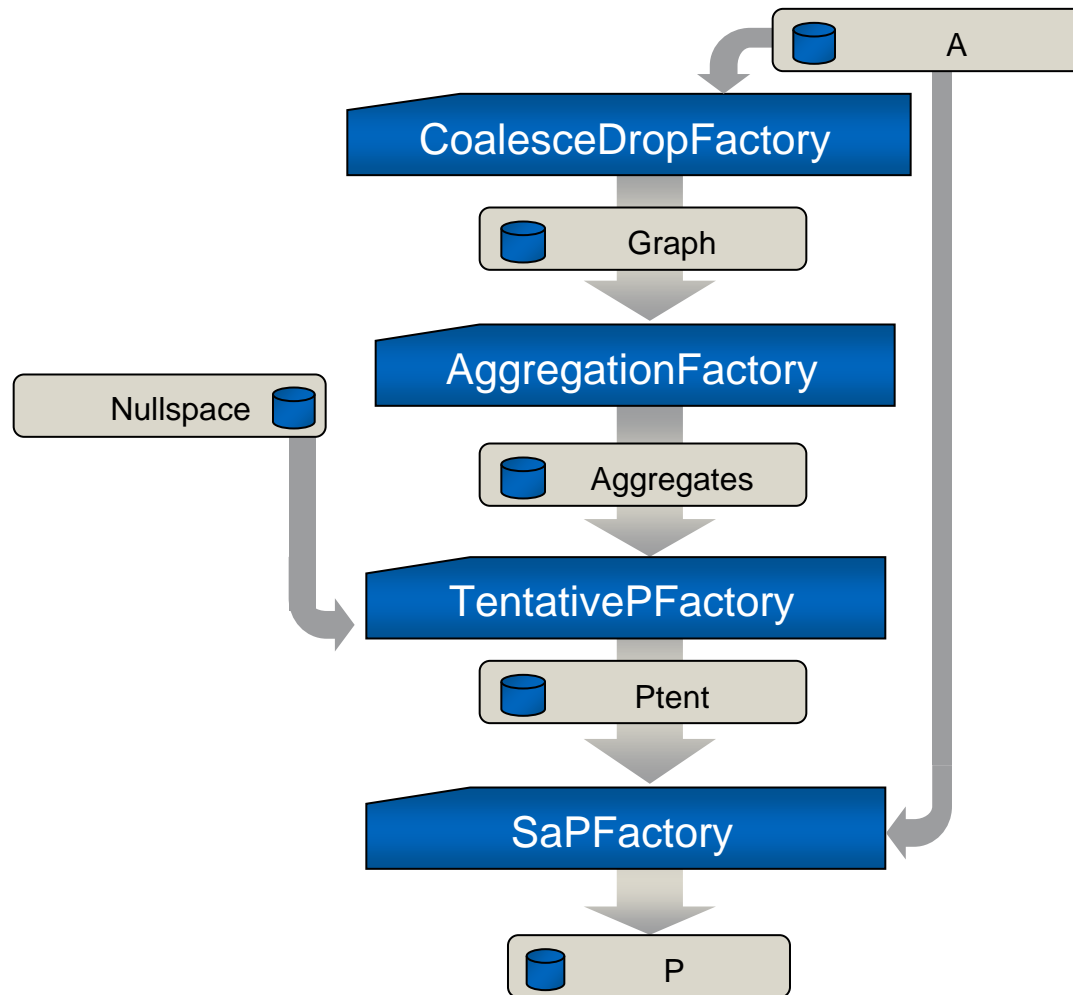 A
CoalesceDropFactory
Graph
AggregationFactory
Nullspace
Aggregates
TentativePFactory
Ptent
SaPFactory
P